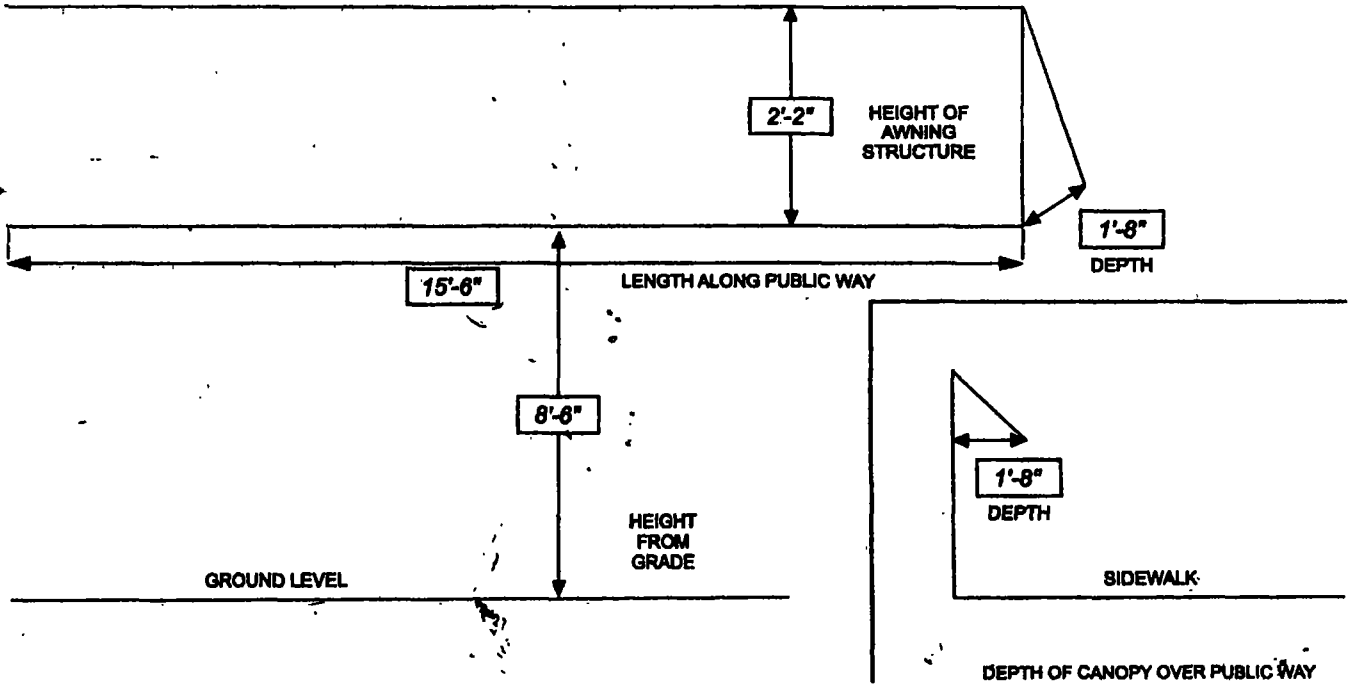 2'-2"
HEIGHT OF
AWNING
STRUCTURE
1'-8"
DEPTH
15'-6"
LENGTH ALONG PUBLIC WAY
8'-6"
HEIGHT
FROM
GRADE
GROUND LEVEL
1'-8"
DEPTH
SIDEWALK
DEPTH OF CANOPY OVER PUBLIC WAY